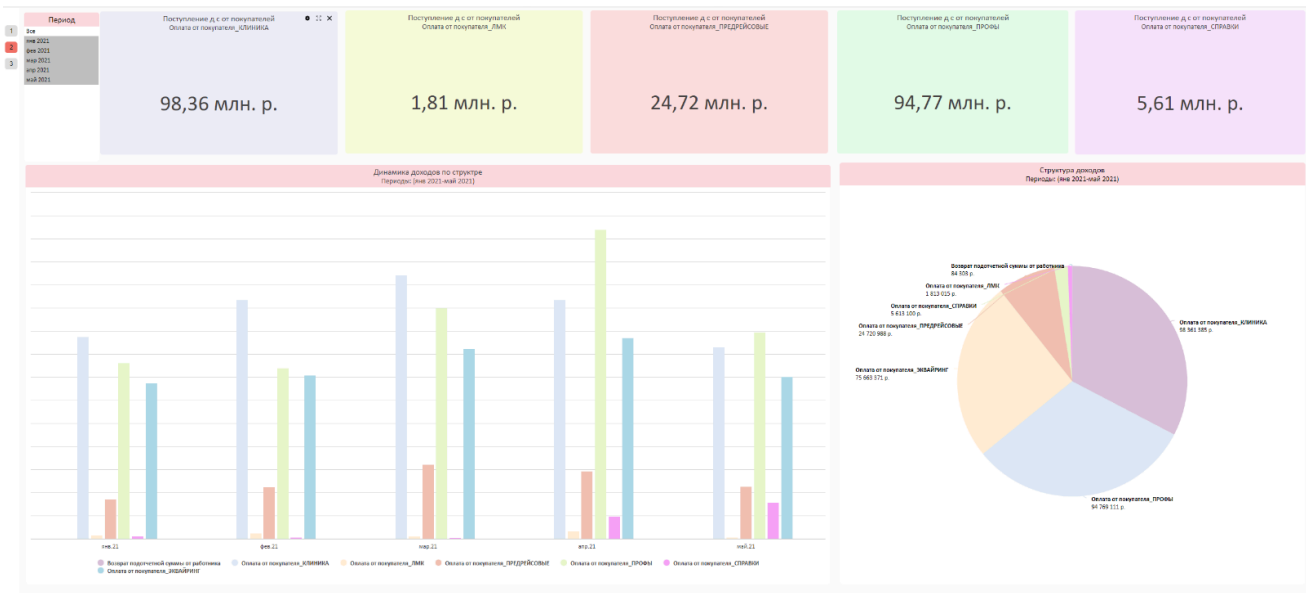 Период
Все
янв 2021
фев 2021
мар 2021
апр 2021
май 2021
1
2
3
Поступление д с от покупателей
Оплата от покупателя_КЛИНИКА
98,36 млн. р.
Поступление д с от покупателей
Оплата от покупателя_ЛМК
1,81 млн. р.
Поступление д с от покупателей
Оплата от покупателя_ПРЕДРЕЙСОВЫЕ
24,72 млн. р.
Поступление д с от покупателей
Оплата от покупателя_ПРОФЫ
94,77 млн. р.
Поступление д с от покупателей
Оплата от покупателя_СПРАВКИ
5,61 млн. р.
Динамика доходов по структре
Периоды: (янв 2021-май 2021)
янв.21
фев.21
мар.21
апр.21
май.21
Возврат подотчетной суммы от работника
Оплата от покупателя_КЛИНИКА
Оплата от покупателя_ЛМК
Оплата от покупателя_ПРЕДРЕЙСОВЫЕ
Оплата от покупателя_ПРОФЫ
Оплата от покупателя_СПРАВКИ
Оплата от покупателя_ЭКВАЙРИНГ
Структура доходов
Периоды: (янв 2021-май 2021)
Возврат подотчетной суммы от работника
84 308 р.
Оплата от покупателя_ЛМК
1 813 015 р.
Оплата от покупателя_СПРАВКИ
5 613 100 р.
Оплата от покупателя_ПРЕДРЕЙСОВЫЕ
24 720 988 р.
Оплата от покупателя_ЭКВАЙРИНГ
75 663 371 р.
Оплата от покупателя_КЛИНИКА
98 361 385 р.
Оплата от покупателя_ПРОФЫ
94 769 111 р.